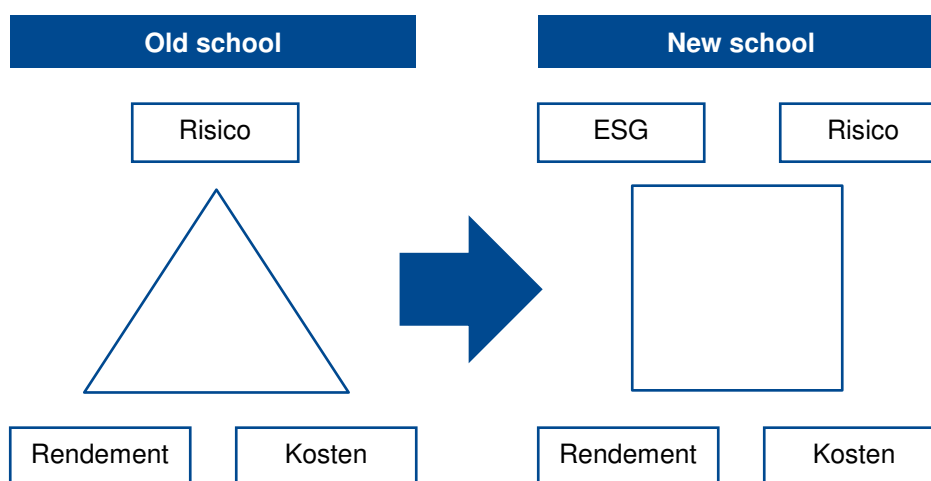 Old school
New school
Risico
ESG
Risico
Rendement
Kosten
Rendement
Kosten